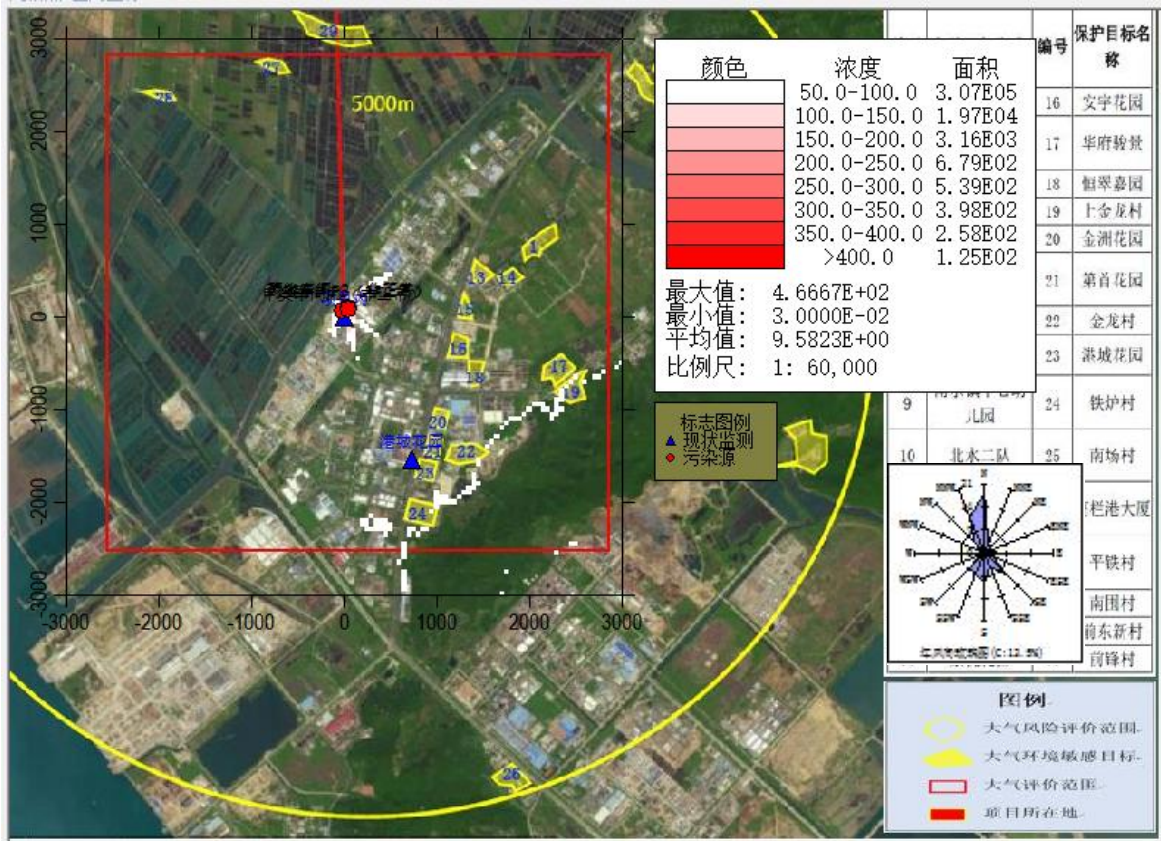 5000m
29
27
28
3000
2000
1000
0
-1000
-2000
-3000
-3000
-2000
-1000
0
1000
2000
3000
1
13
14
15
16
18
17
19
20
21
22
23
24
26
港城花园
颜色 浓度 面积
50.0-100.0 3.07E05
100.0-150.0 1.97E04
150.0-200.0 3.16E03
200.0-250.0 6.79E02
250.0-300.0 5.39E02
300.0-350.0 3.98E02
350.0-400.0 2.58E02
>400.0 1.25E02
最大值: 4.6667E+02
最小值: 3.0000E-02
平均值: 9.5823E+00
比例尺: 1: 60,000
标志图例
现状监测
污染源
编号 保护目标名称
16 安宇花园
17 华府骏景
18 恒翠嘉园
19 上金龙村
20 金洲花园
21 第首花园
22 金龙村
23 港城花园
9 儿园 24 铁炉村
10 北水二队 25 南场村
栏港大厦
平铁村
南围村
前东新村
前锋村
图例
大气风险评价范围
大气环境敏感目标
大气评价范围
项目所在地